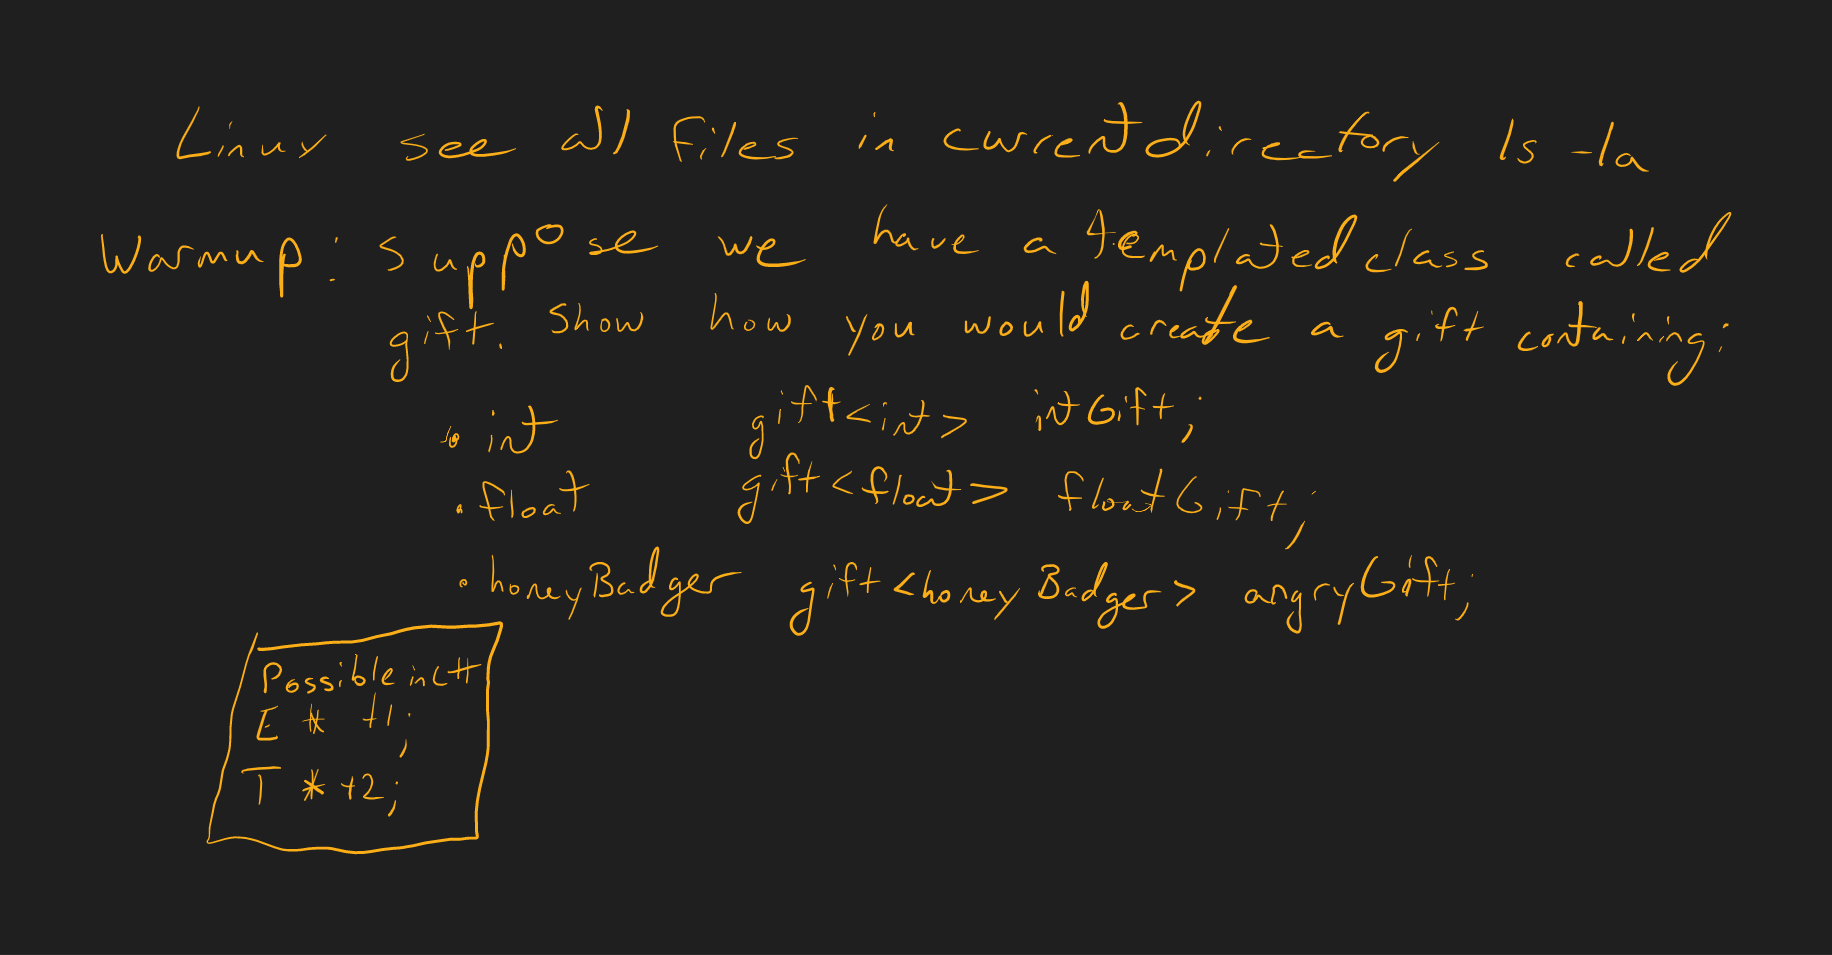 Linux see all files in current directory ls -la
Warmup: suppose we have a templated class called
gift. Show how you would create a gift containing:
• int gift<int> intGift;
• float gift<float> floatGift;
• honeyBadger gift<honeyBadger> angryGift;
Possible in C++
E * t1;
T * t2;